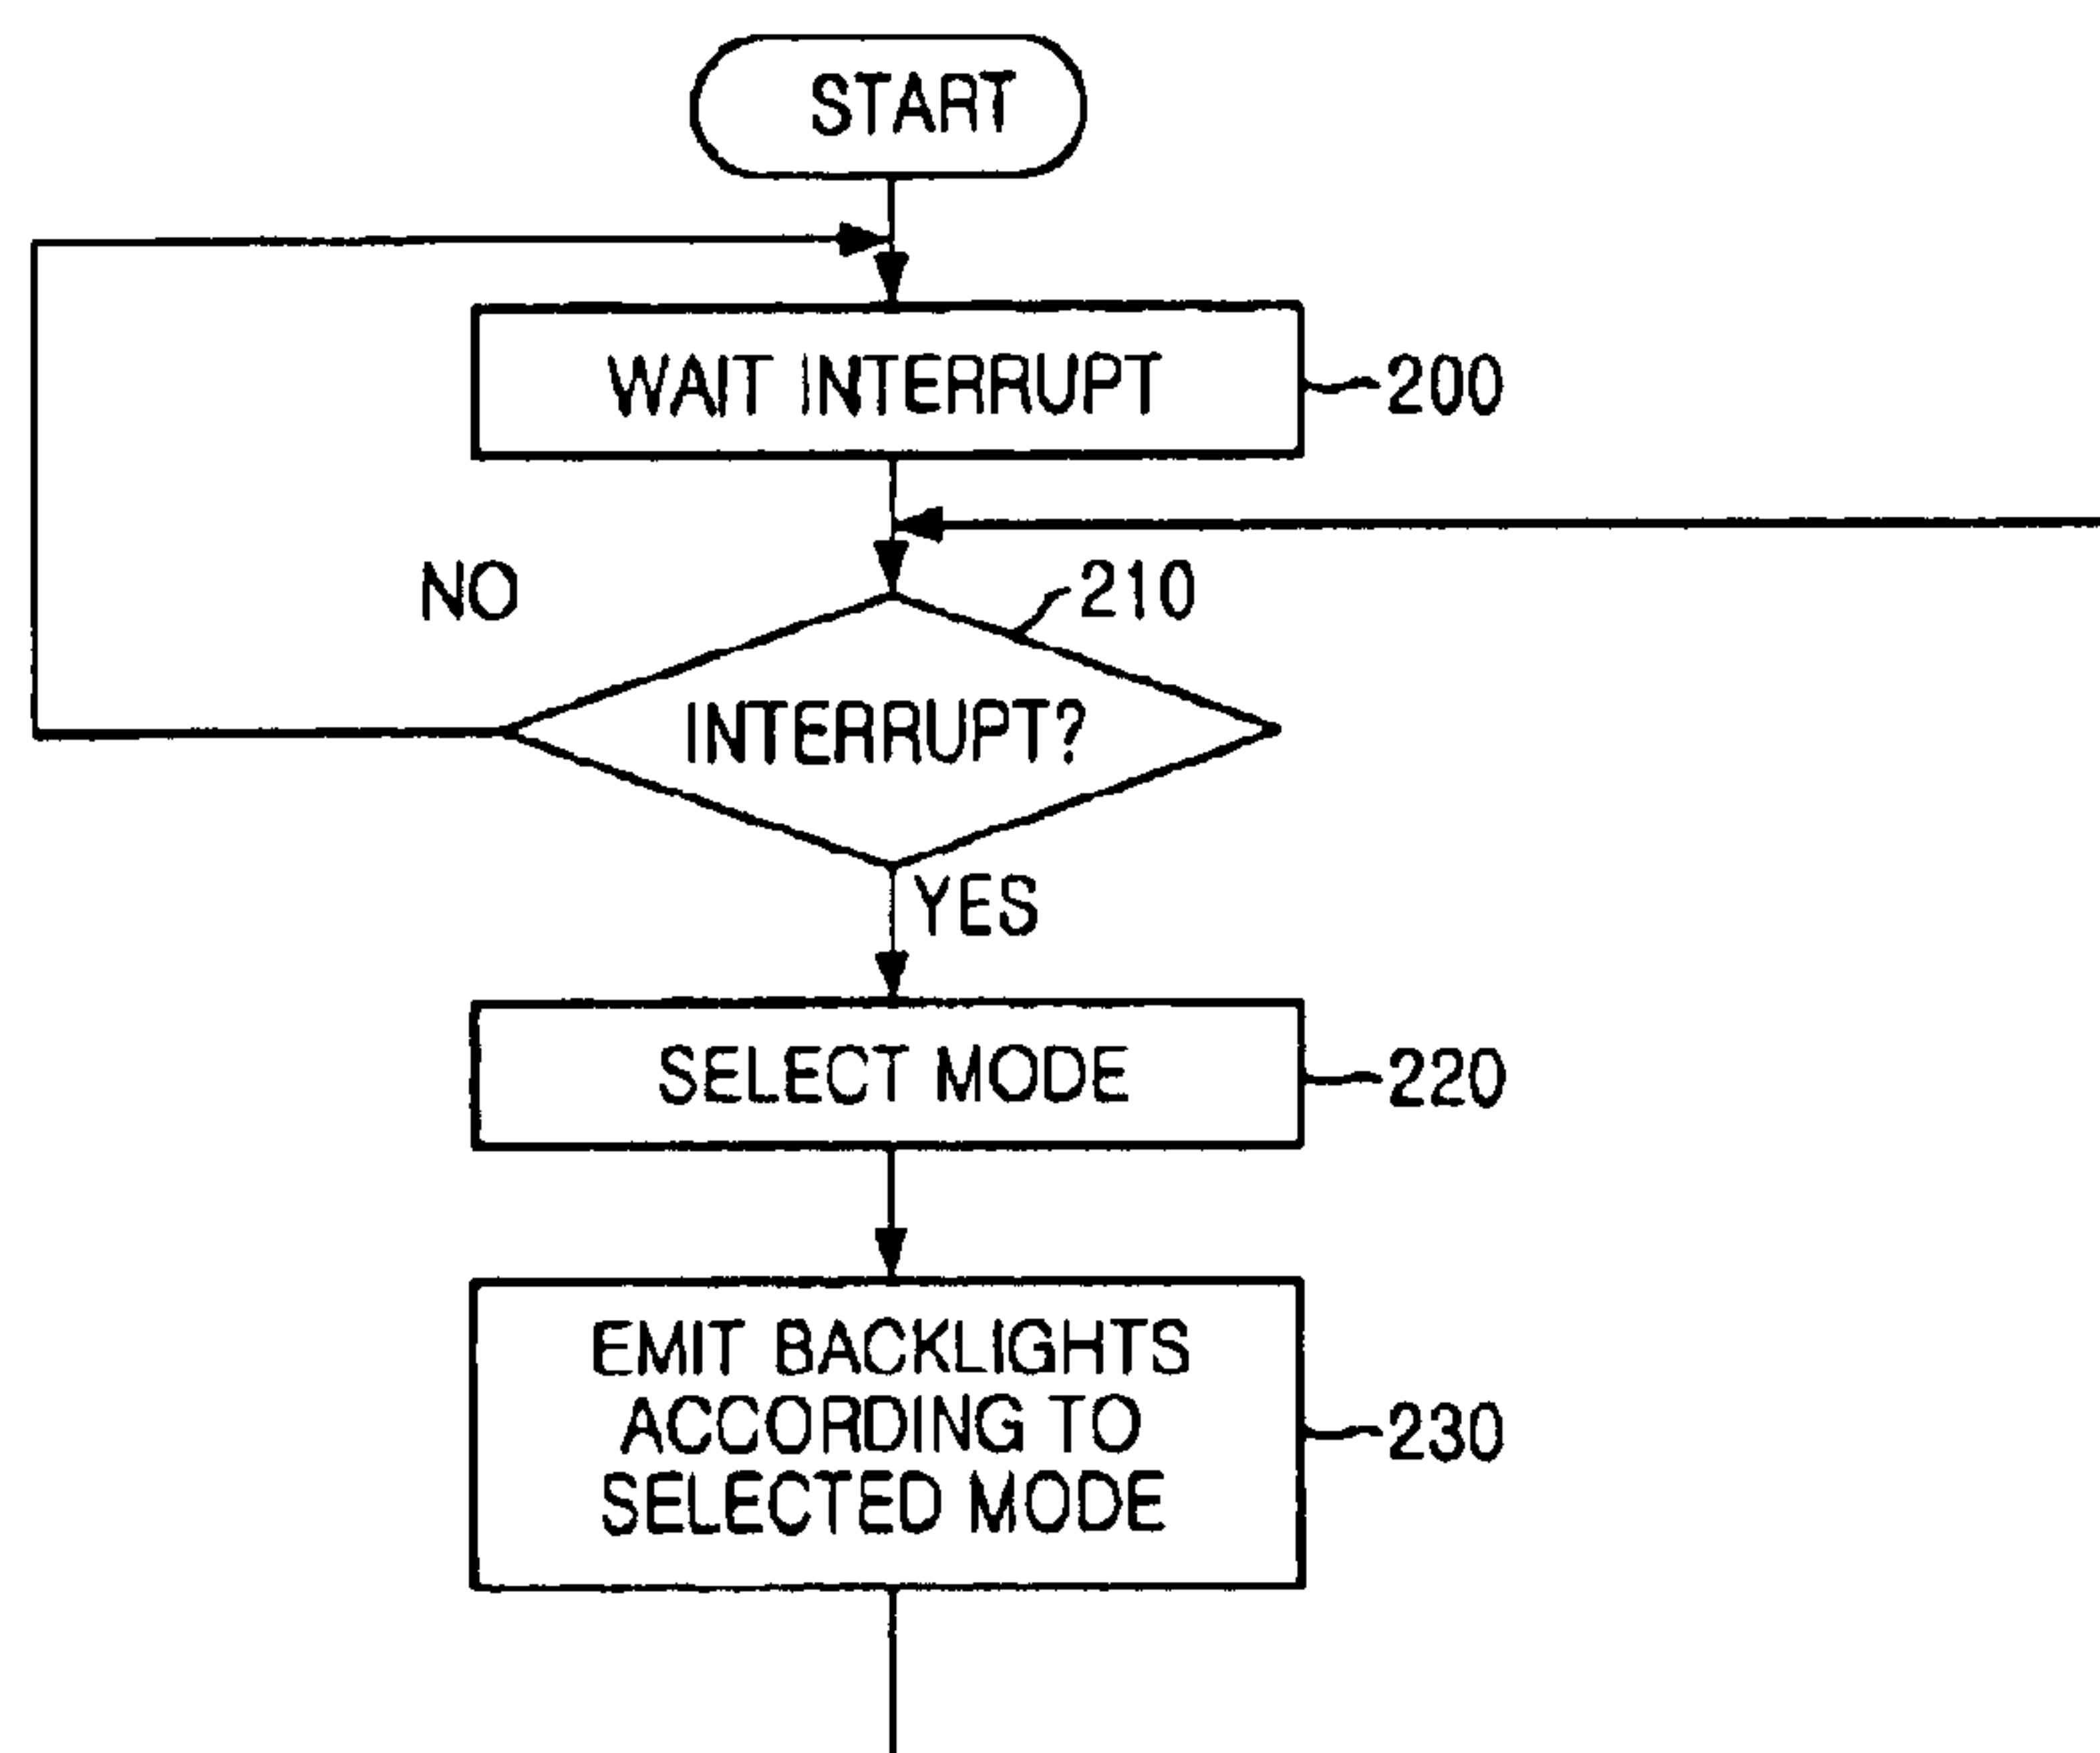 START
WAIT INTERRUPT
200
NO
210
INTERRUPT?
YES
SELECT MODE
220
EMIT BACKLIGHTS
ACCORDING TO
SELECTED MODE
230